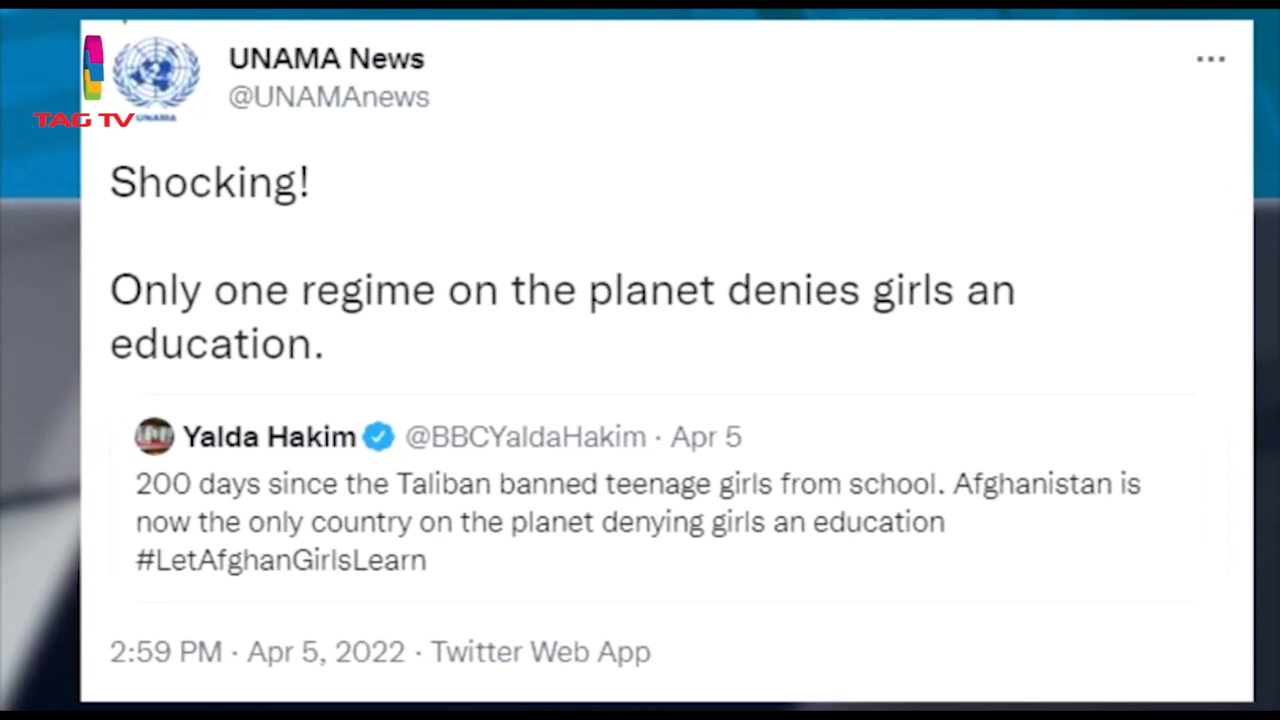 UNAMA News
@UNAMAnews
TAG TV
UNAMA
Shocking!
Only one regime on the planet denies girls an
education.
Yalda Hakim @BBCYaldaHakim · Apr 5
200 days since the Taliban banned teenage girls from school. Afghanistan is
now the only country on the planet denying girls an education
#LetAfghanGirlsLearn
2:59 PM · Apr 5, 2022 · Twitter Web App